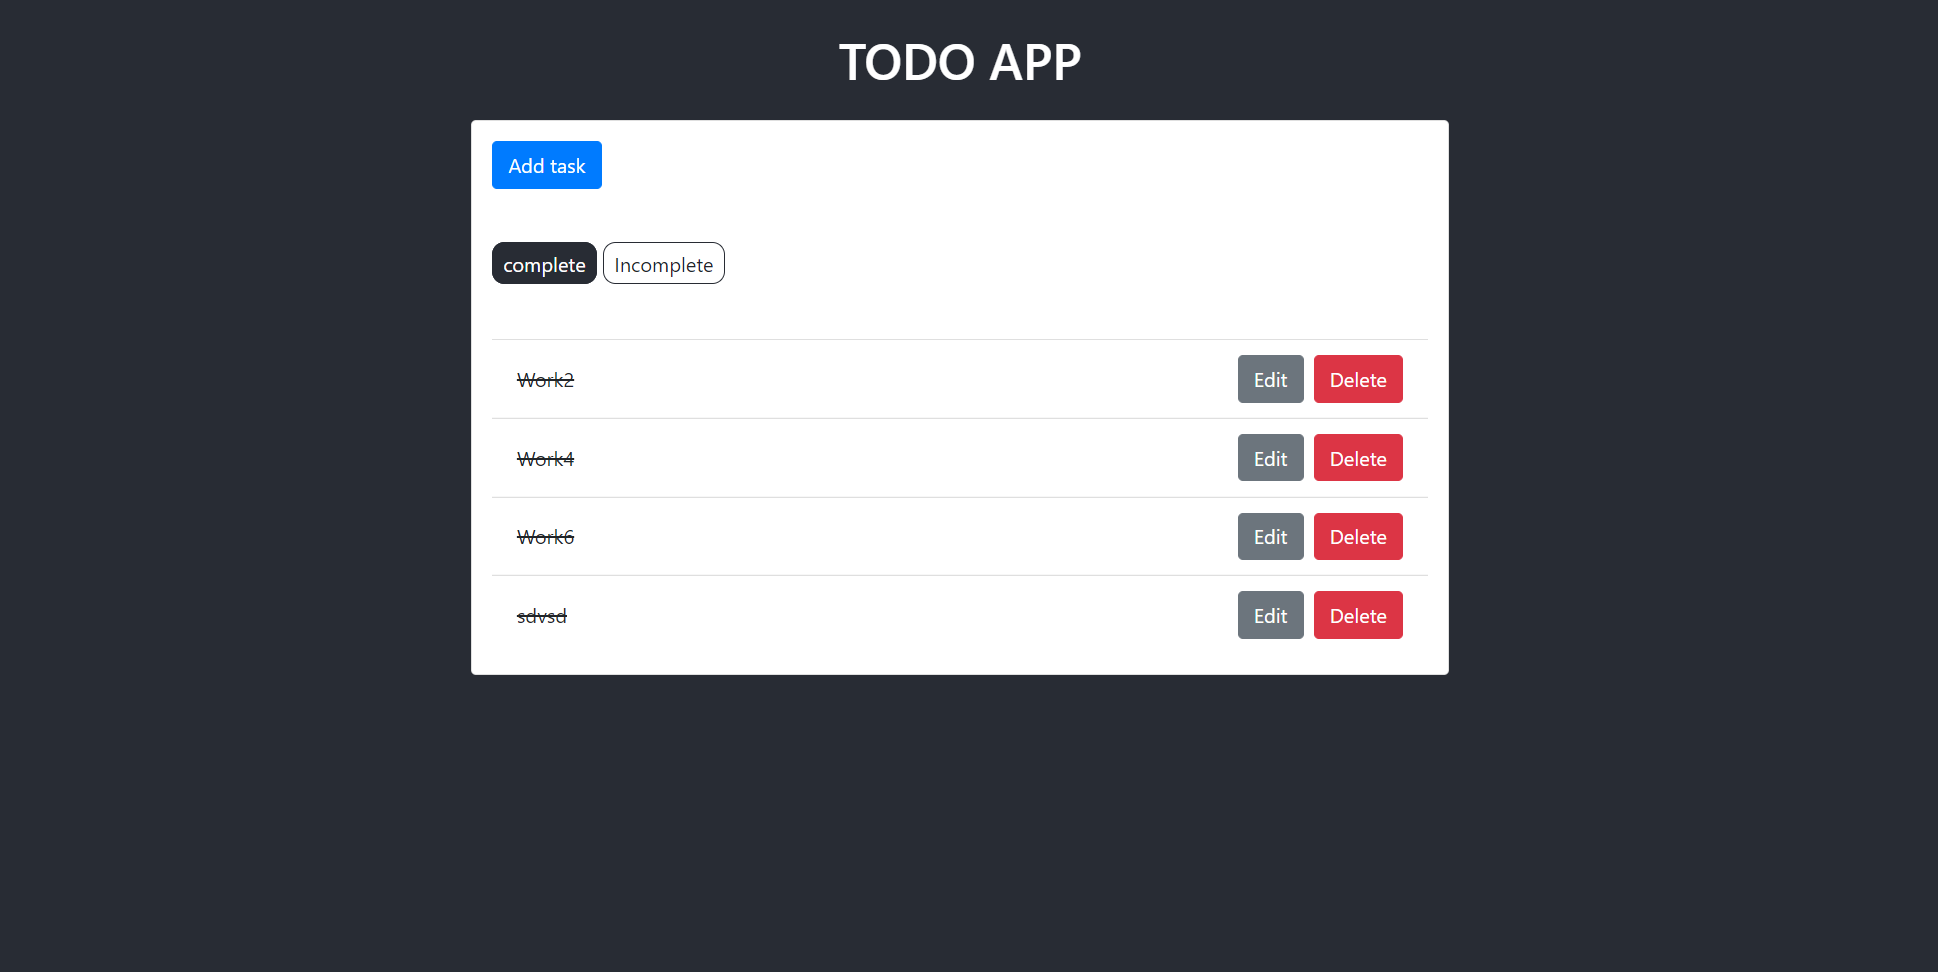 TODO APP
Add task
complete Incomplete
Work2 Edit Delete
Work4 Edit Delete
Work6 Edit Delete
sdvsd Edit Delete